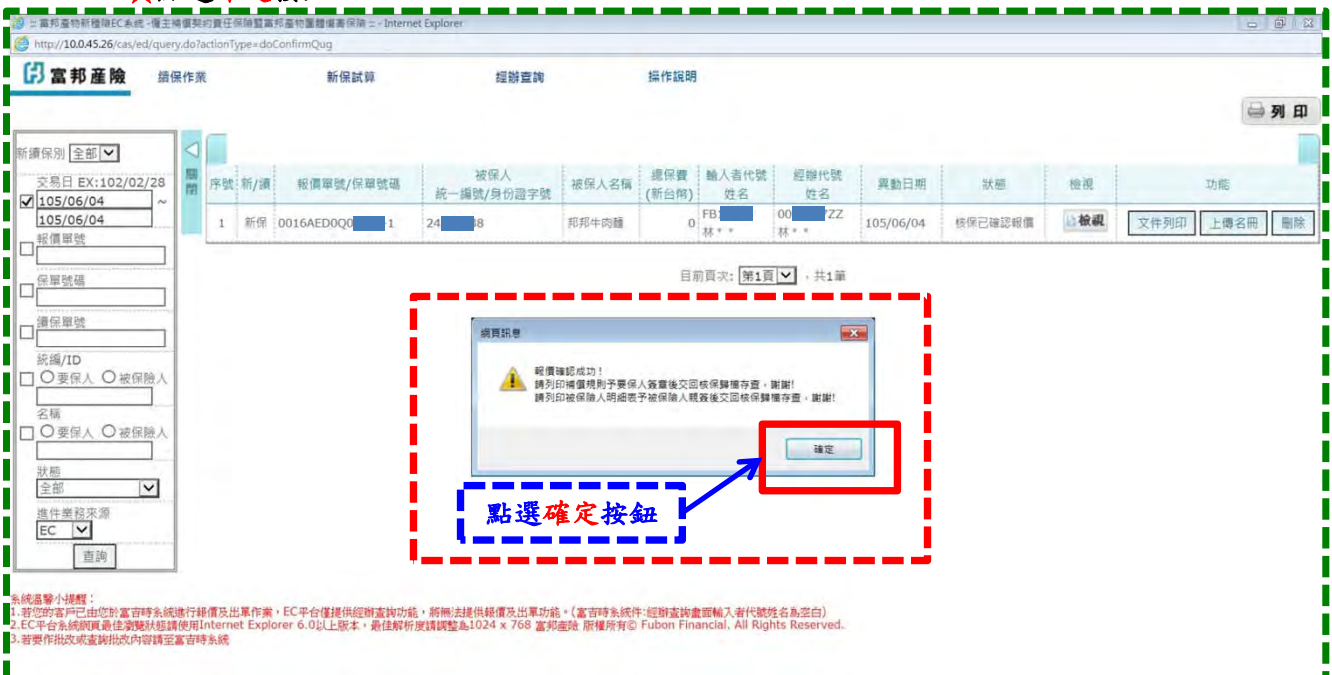 :: 富邦產物新種險EC系統 -僱主補償契約責任保險暨富邦產物團體傷害保險 :: - Internet Explorer
http://10.0.45.26/cas/ed/query.do?actionType=doConfirmQug
富邦產險 續保作業 新保試算 經辦查詢 操作說明
列印
新續保別 全部
交易日 EX:102/02/28
105/06/04 ~
105/06/04
報價單號
保單號碼
續保單號
統編/ID
要保人 被保險人
名稱
要保人 被保險人
狀態
全部
進件業務來源
EC
查詢
關閉
序號 新/續 報價單號/保單號碼 被保人統一編號/身份證字號 被保人名稱 總保費(新台幣) 輸入者代號姓名 經辦代號姓名 異動日期 狀態 檢視 功能
1 新保 0016AED0Q0 -1 24 88 邦邦牛肉麵 0 FB 林＊＊ 00 ZZ 林＊＊ 105/06/04 核保已確認報價 檢視 文件列印 上傳名冊 刪除
目前頁次: 第1頁 ，共1筆
網頁訊息
報價確認成功！
請列印補償規則予要保人簽章後交回核保歸檔存查，謝謝!
請列印被保險人明細表予被保險人親簽後交回核保歸檔存查，謝謝!
確定
點選確定按鈕
系統溫馨小提醒：
1.若您的客戶已由您於富吉時系統進行報價及出單作業，EC平台僅提供經辦查詢功能，將無法提供報價及出單功能。(富吉時系統件:經辦查詢畫面輸入者代號姓名為空白)
2.EC平台系統網頁最佳瀏覽狀態請使用Internet Explorer 6.0以上版本，最佳解析度請調整為1024 x 768 富邦產險 版權所有© Fubon Financial, All Rights Reserved.
3.若要作批改或查詢批改內容請至富吉時系統